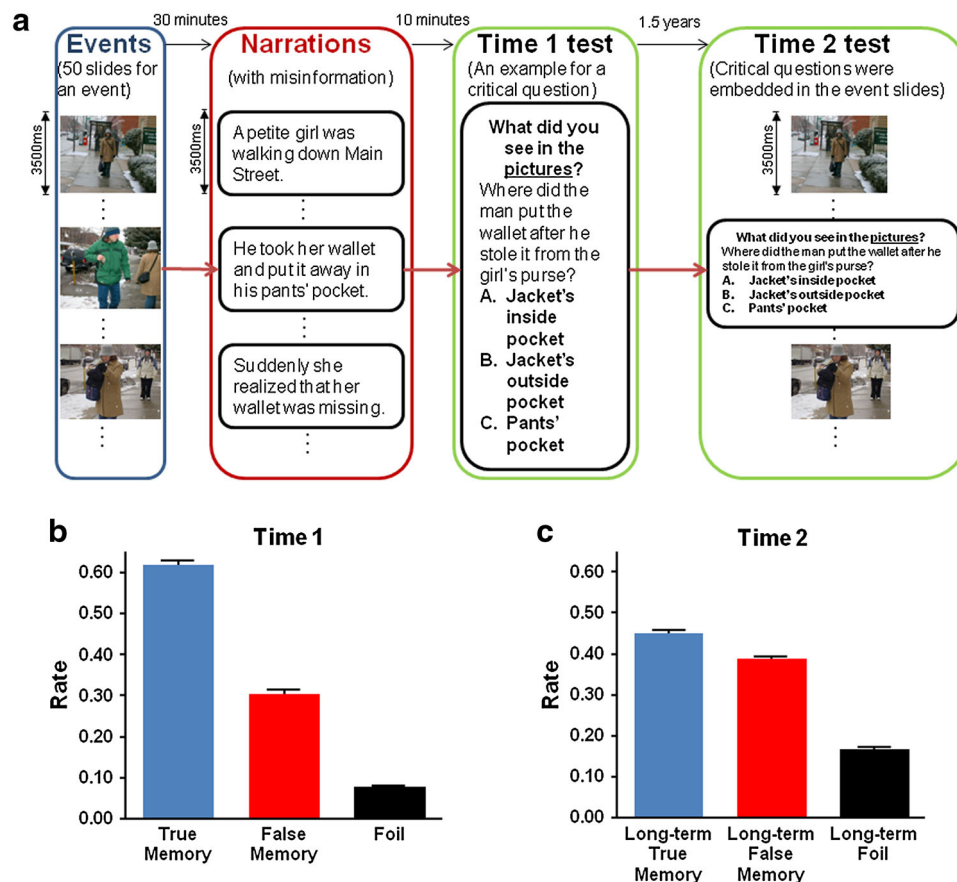 a
30 minutes
10 minutes
1.5 years
Events
(50 slides for
an event)
3500ms
Narrations
(with misinformation)
3500ms
A petite girl was
walking down Main
Street.
He took her wallet
and put it away in
his pants' pocket.
Suddenly she
realized that her
wallet was missing.
Time 1 test
(An example for a
critical question)
What did you
see in the
pictures?
Where did the
man put the
wallet after he
stole it from the
girl's purse?
A. Jacket's
inside
pocket
B. Jacket's
outside
pocket
C. Pants'
pocket
Time 2 test
(Critical questions were
embedded in the event slides)
3500ms
What did you see in the pictures?
Where did the man put the wallet after he
stole it from the girl's purse?
A. Jacket's inside pocket
B. Jacket's outside pocket
C. Pants' pocket
b
Time 1
Rate
0.60
0.50
0.40
0.30
0.20
0.10
0.00
True
Memory
False
Memory
Foil
c
Time 2
Rate
0.60
0.50
0.40
0.30
0.20
0.10
0.00
Long-term
True
Memory
Long-term
False
Memory
Long-term
Foil